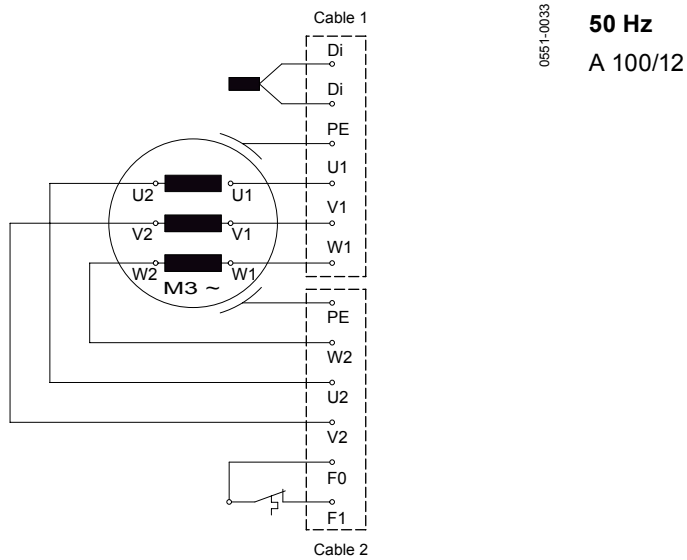 Cable 1
0551-0033
50 Hz
A 100/12
Di
Di
PE
U1
V1
W1
U2 U1
V2 V1
W2 W1
M3 ~
PE
W2
U2
V2
F0
F1
Cable 2